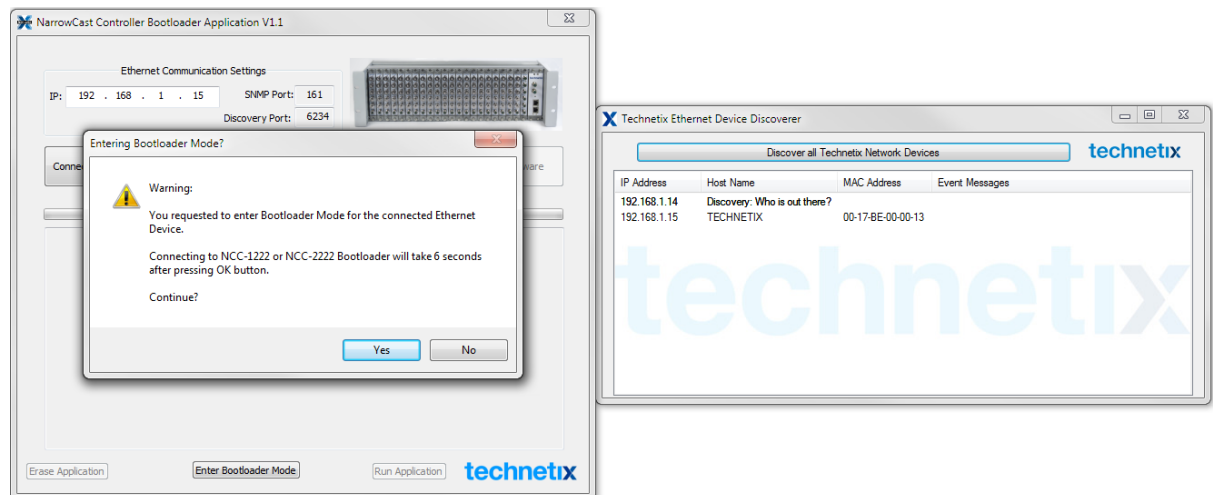 NarrowCast Controller Bootloader Application V1.1
Ethernet Communication Settings
IP: 192 . 168 . 1 . 15
SNMP Port: 161
Discovery Port: 6234
Conne
ware
Entering Bootloader Mode?
Warning:
You requested to enter Bootloader Mode for the connected Ethernet
Device.
Connecting to NCC-1222 or NCC-2222 Bootloader will take 6 seconds
after pressing OK button.
Continue?
Yes No
Erase Application Enter Bootloader Mode Run Application technetix
Technetix Ethernet Device Discoverer
Discover all Technetix Network Devices technetix
IP Address Host Name MAC Address Event Messages
192.168.1.14 Discovery: Who is out there?
192.168.1.15 TECHNETIX 00-17-BE-00-00-13
technetix